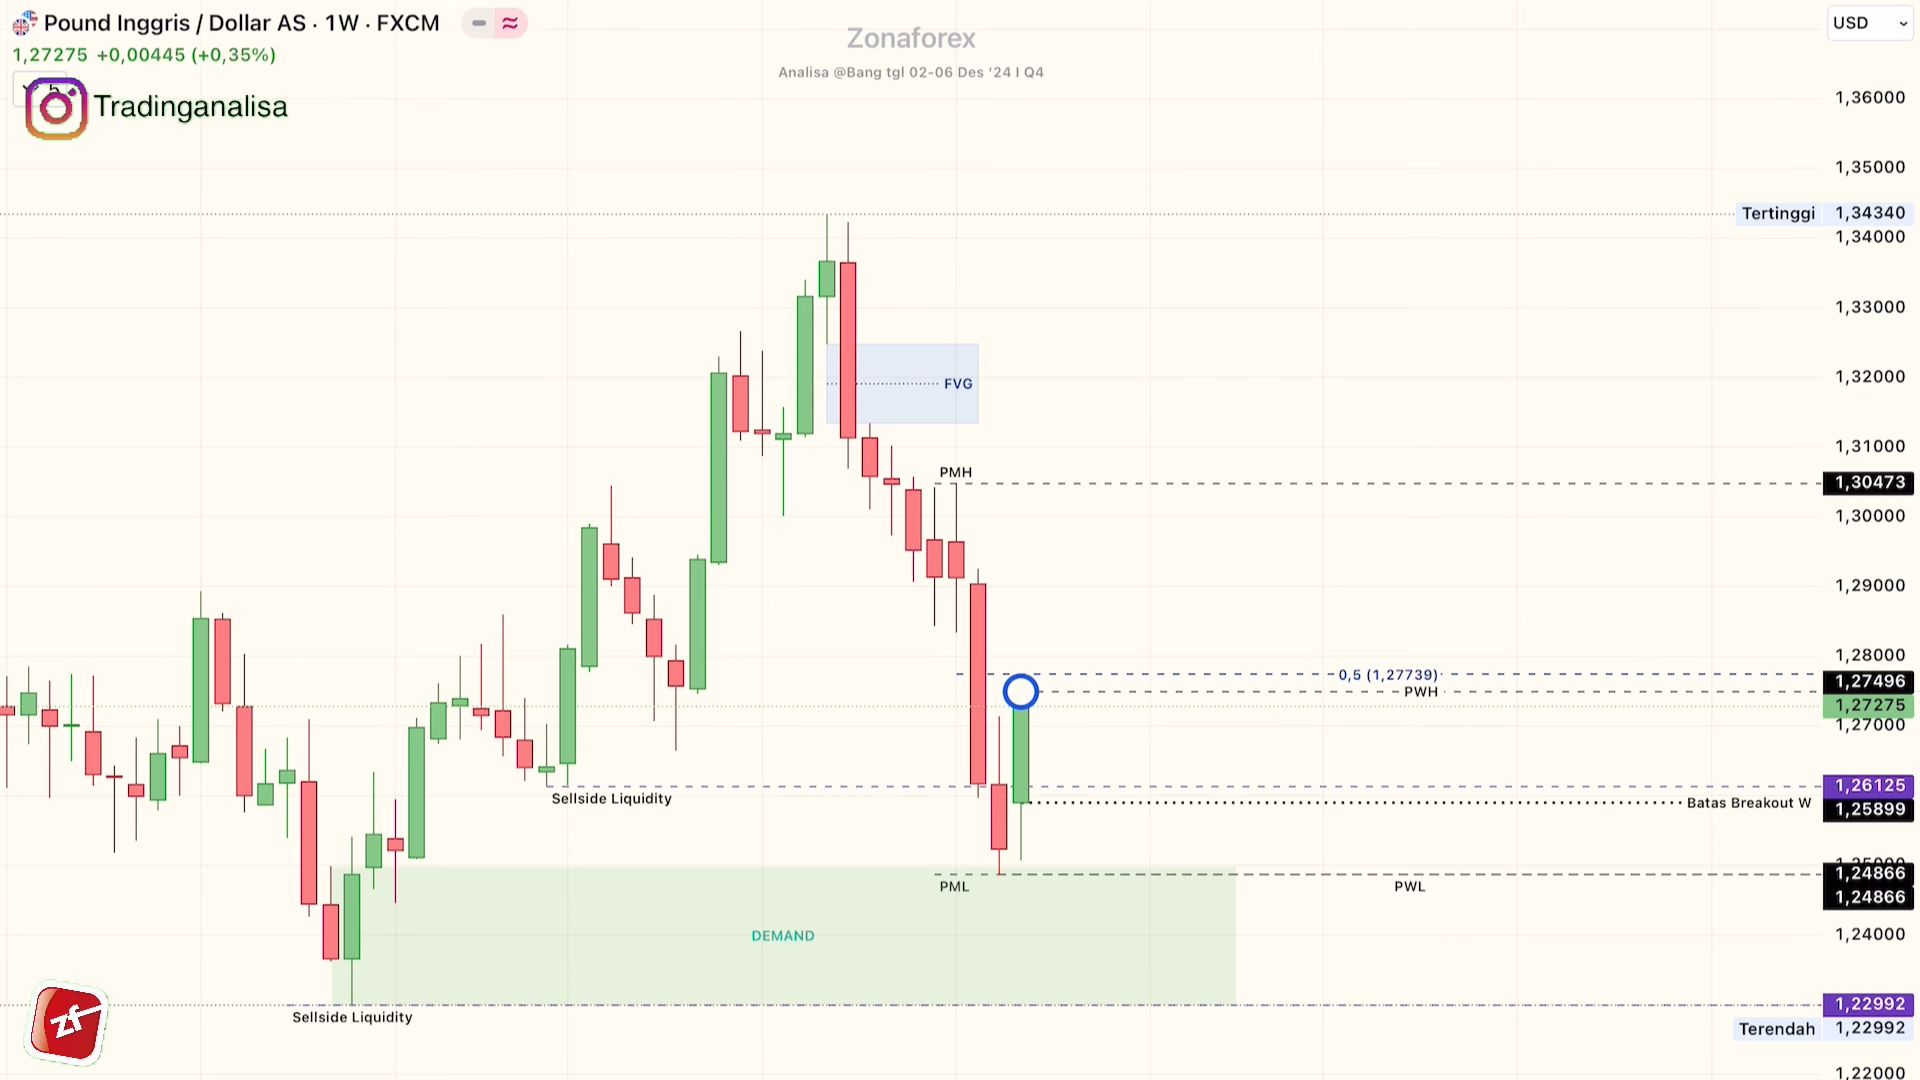 Pound Inggris / Dollar AS · 1W · FXCM
USD
1,27275 +0,00445 (+0,35%)
Zonaforex
Analisa @Bang tgl 02-06 Des ‘24 I Q4
5
Tradinganalisa
1,36000
1,35000
Tertinggi 1,34340
1,34000
1,33000
1,32000
FVG
1,31000
PMH
1,30473
1,30000
1,29000
1,28000
0,5 (1,27739)
1,27496
PWH
1,27275
1,27000
1,26125
Sellside Liquidity
Batas Breakout W
1,25899
1,25000
1,24866
PML
PWL
1,24866
DEMAND
1,24000
1,22992
Sellside Liquidity
zf
Terendah 1,22992
1,22000